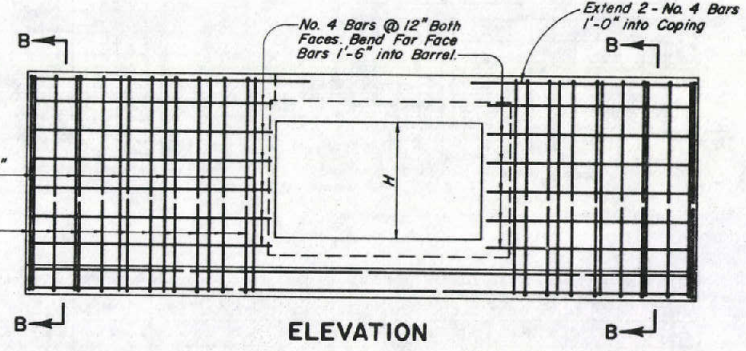 Extend 2 - No. 4 Bars
1'-0" into Coping
No. 4 Bars @ 12" Both
Faces. Bend Far Face
Bars 1'-6" into Barrel.
B
B
"
H
B
B
ELEVATION